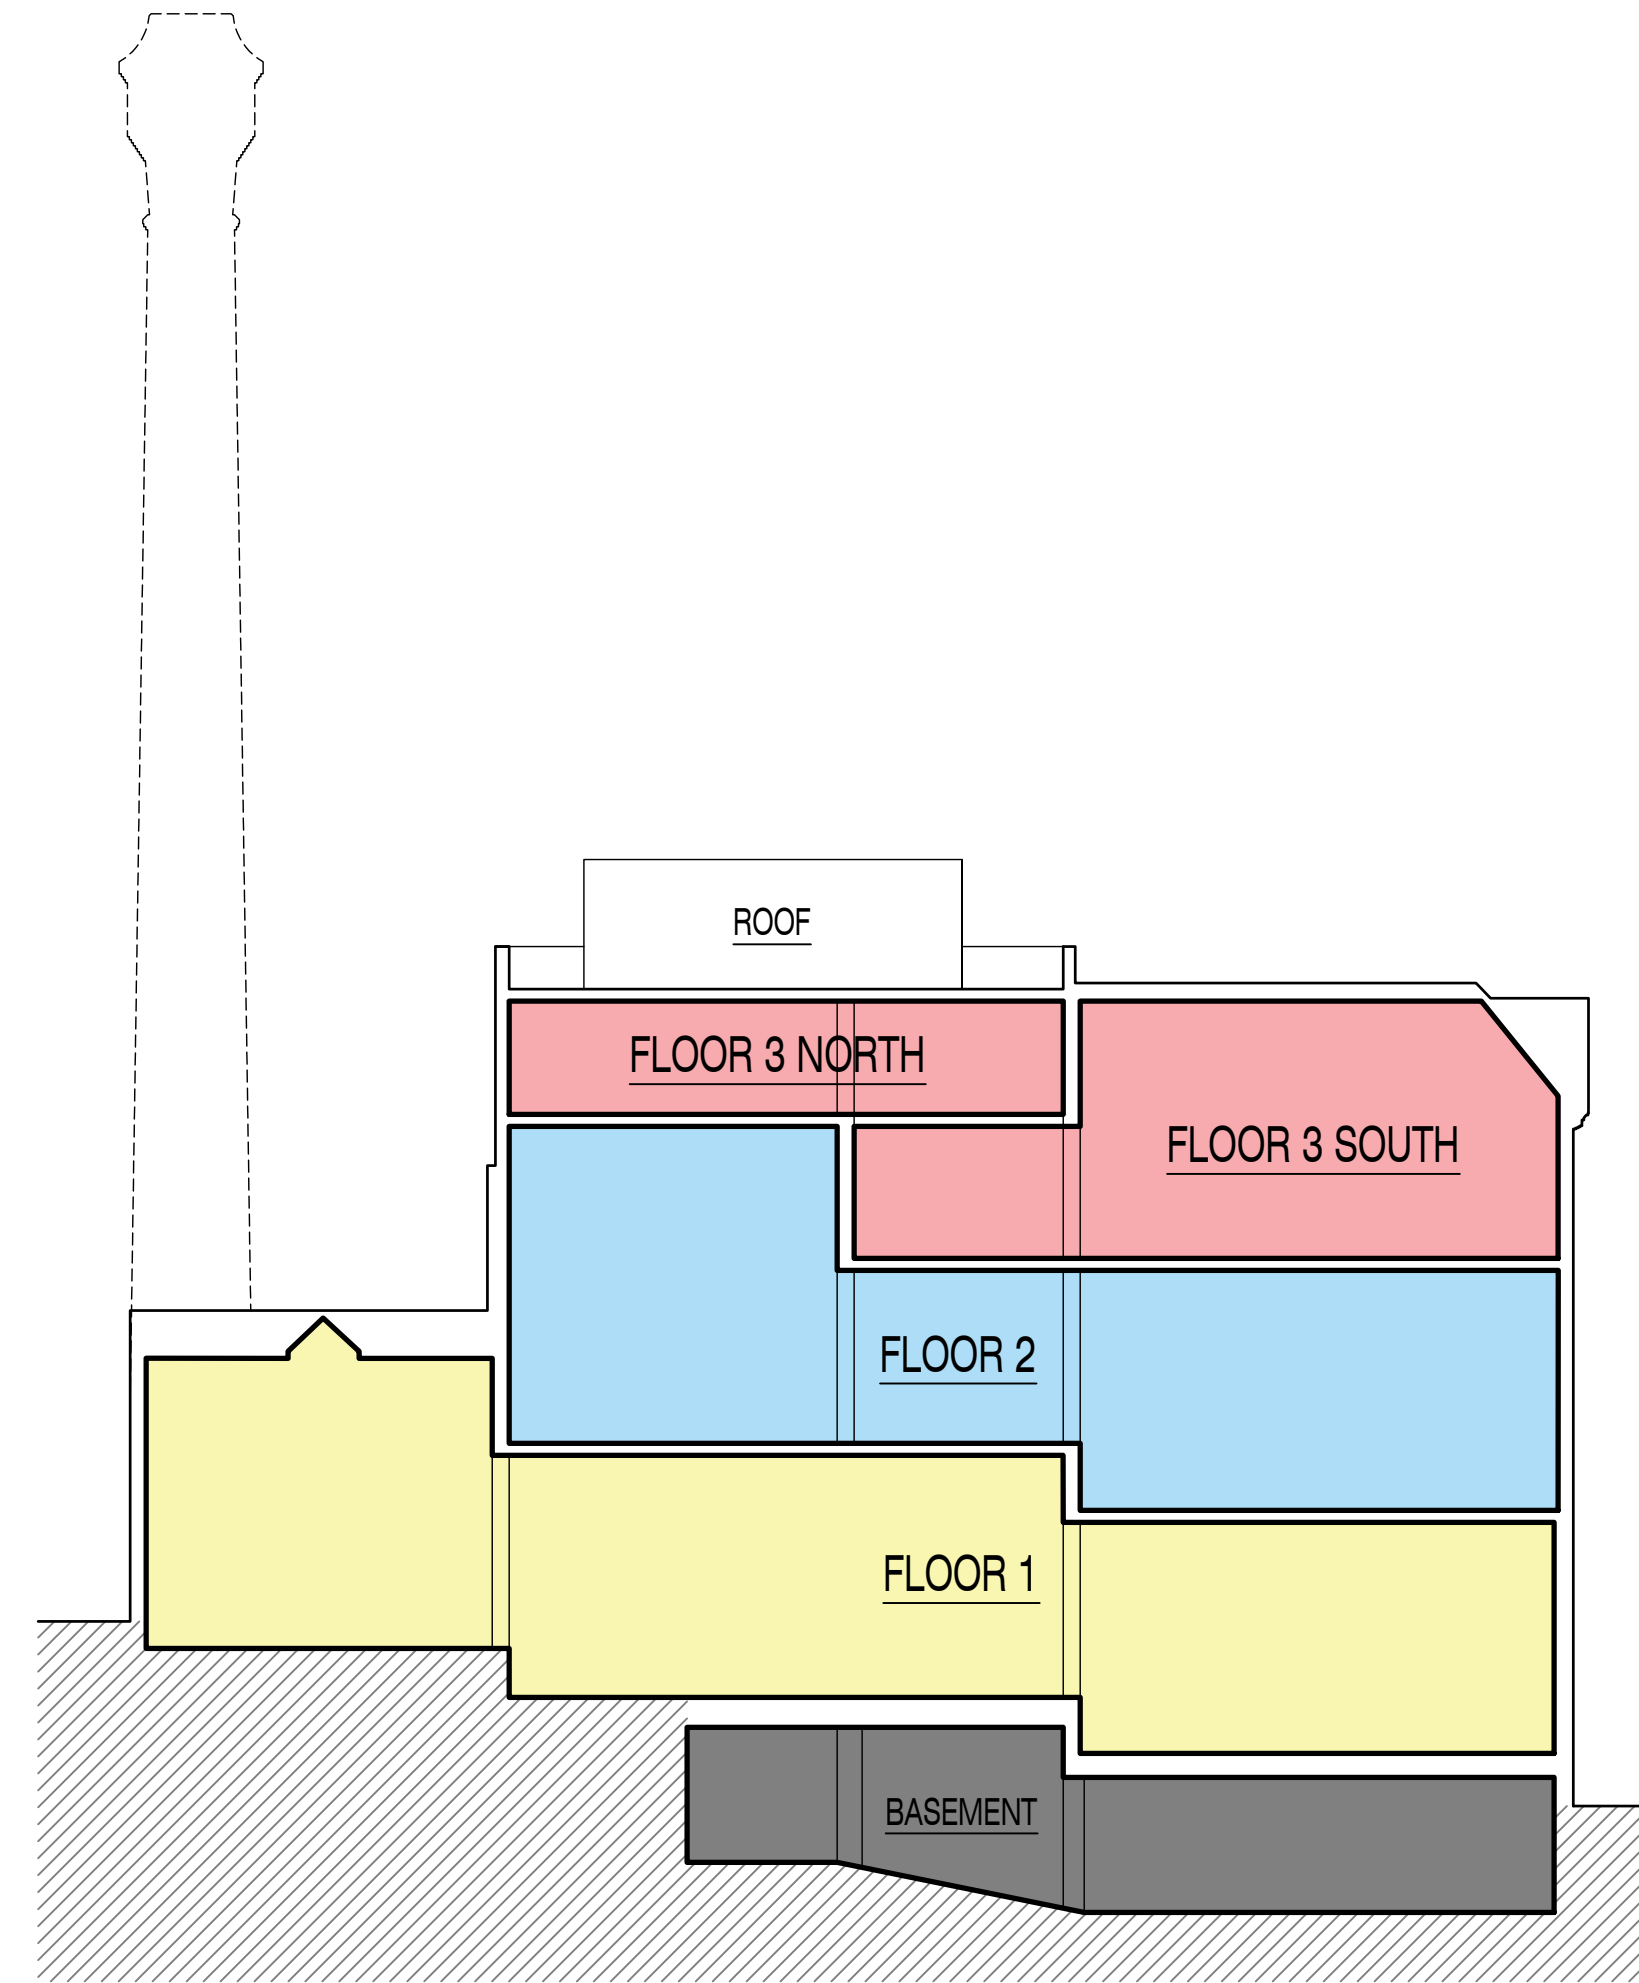 ROOF
FLOOR 3 NORTH
FLOOR 3 SOUTH
FLOOR 2
FLOOR 1
BASEMENT